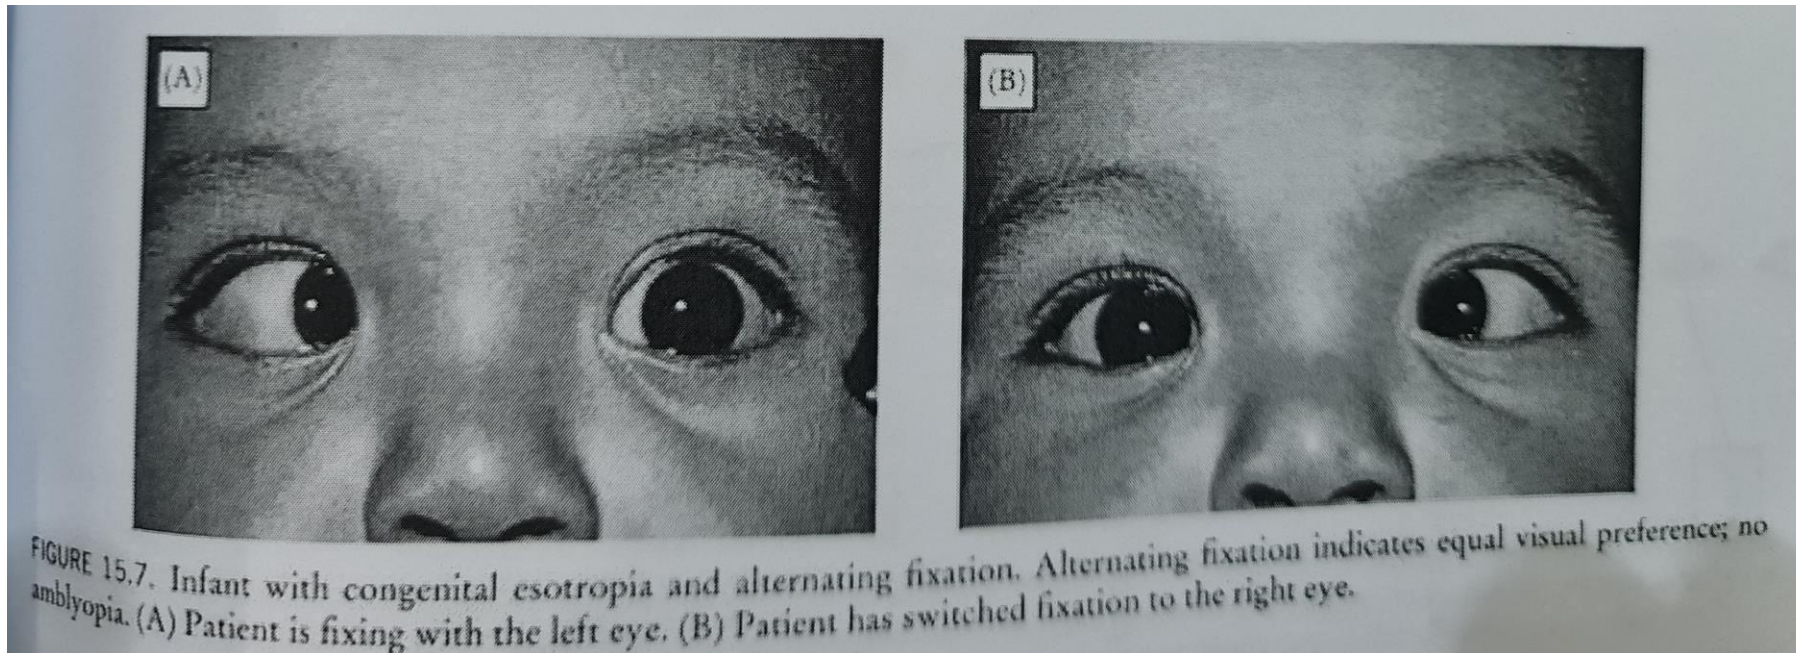 (A)
(B)
FIGURE 15.7. Infant with congenital esotropia and alternating fixation. Alternating fixation indicates equal visual preference; no
amblyopia. (A) Patient is fixing with the left eye. (B) Patient has switched fixation to the right eye.